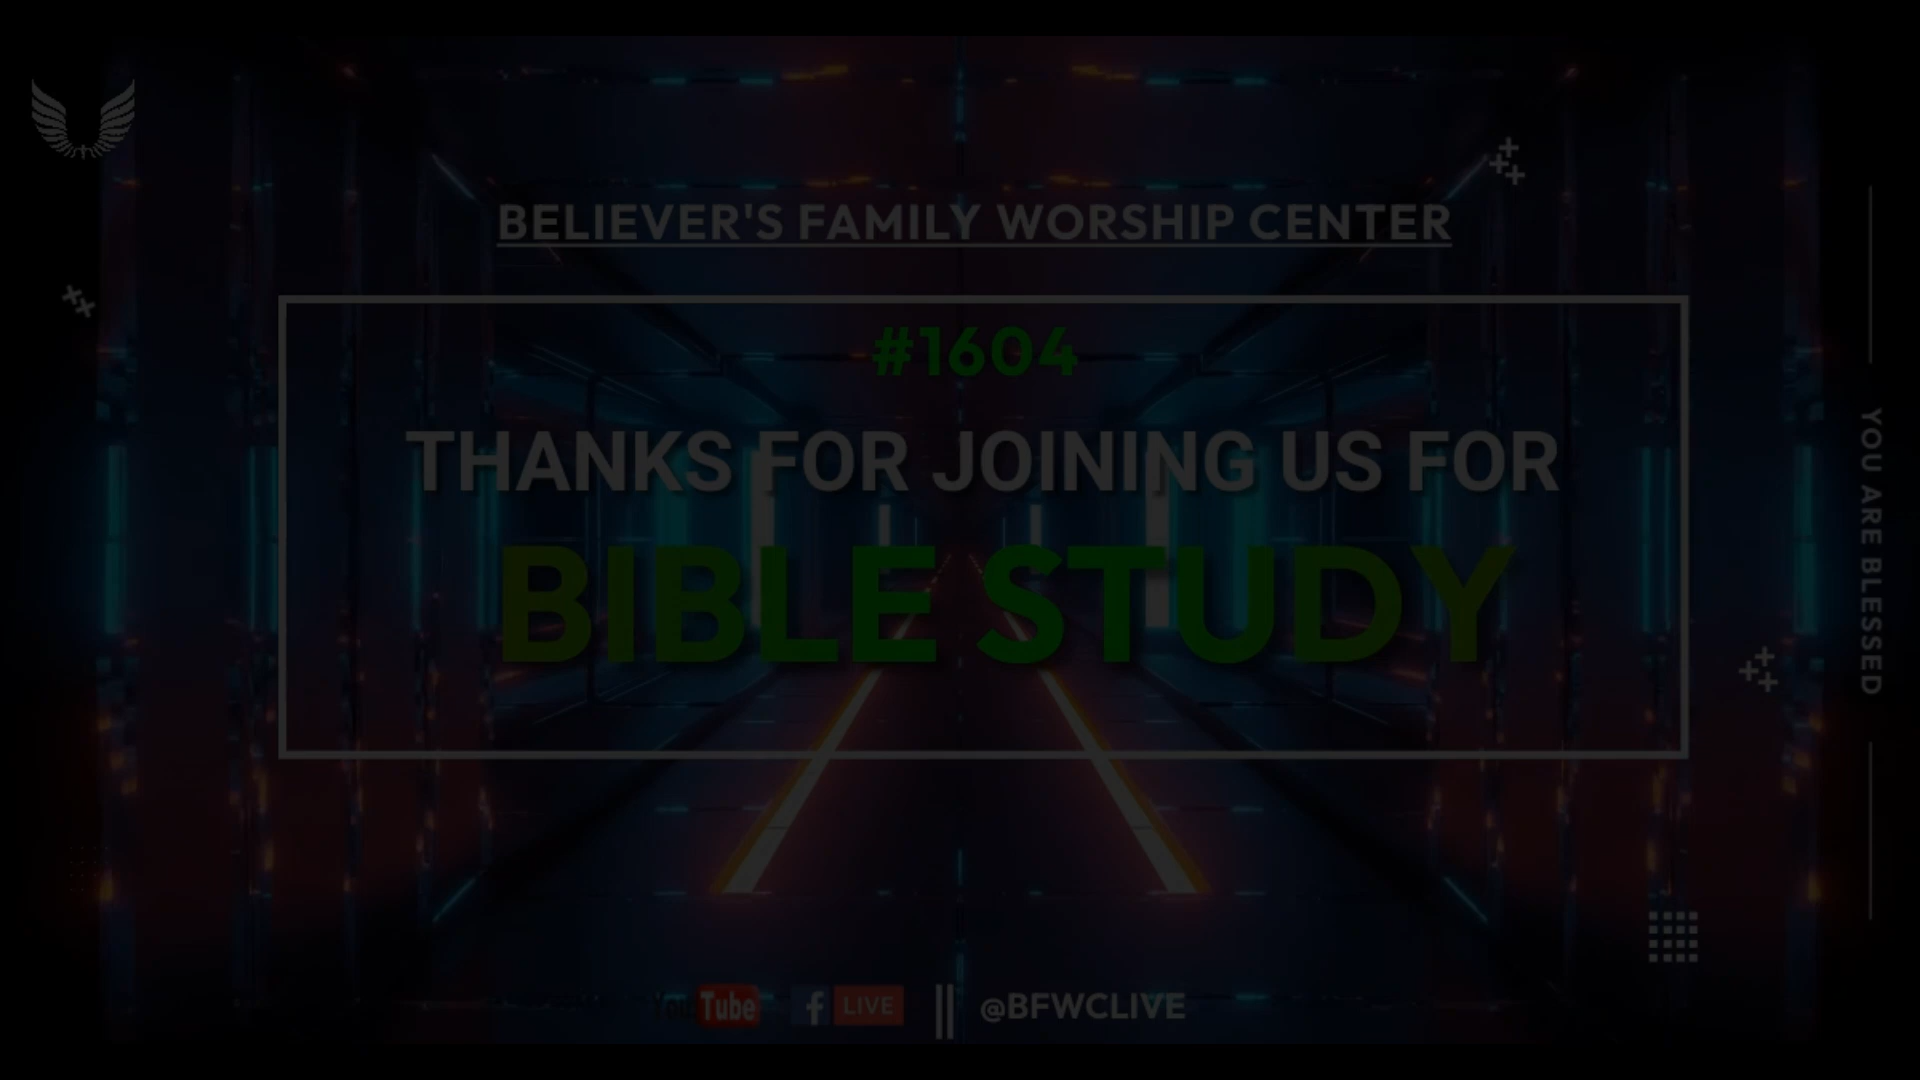 BELIEVER'S FAMILY WORSHIP CENTER
#1604
THANKS FOR JOINING US FOR
BIBLE STUDY
YOU ARE BLESSED
YouTube f LIVE || @BFWCLIVE